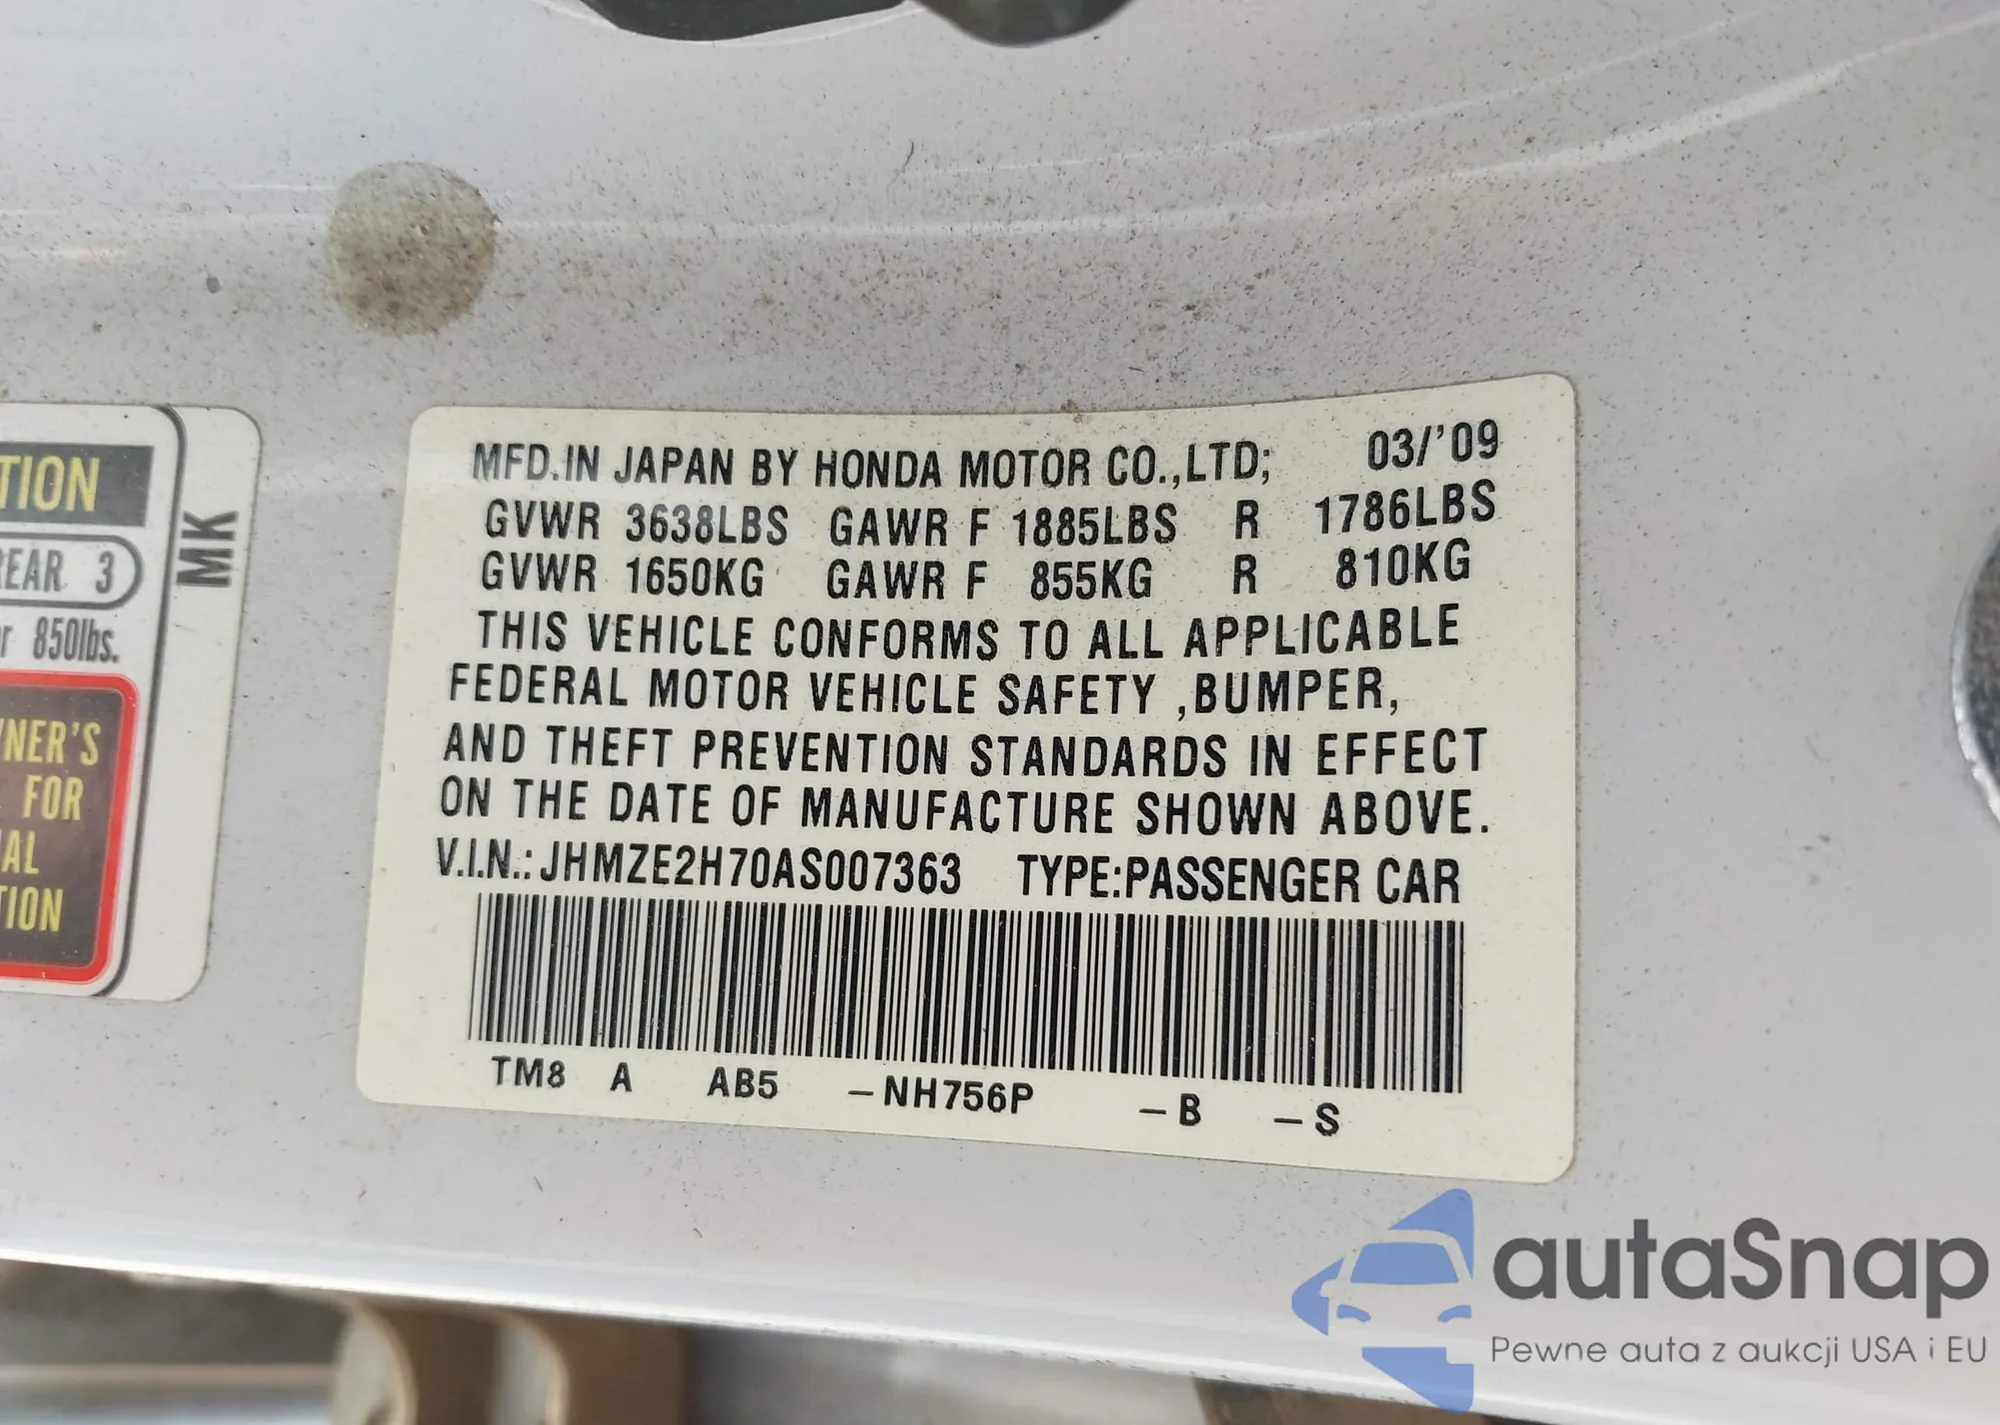 TION
REAR 3
850lbs.
NER'S
FOR
AL
TION
MK
MFD.IN JAPAN BY HONDA MOTOR CO.,LTD; 03/'09
GVWR 3638LBS GAWR F 1885LBS R 1786LBS
GVWR 1650KG GAWR F 855KG R 810KG
THIS VEHICLE CONFORMS TO ALL APPLICABLE
FEDERAL MOTOR VEHICLE SAFETY ,BUMPER,
AND THEFT PREVENTION STANDARDS IN EFFECT
ON THE DATE OF MANUFACTURE SHOWN ABOVE.
V.I.N.: JHMZE2H70AS007363 TYPE:PASSENGER CAR
TM8 A AB5 –NH756P –B –S
autaSnap
Pewne auta z aukcji USA i EU